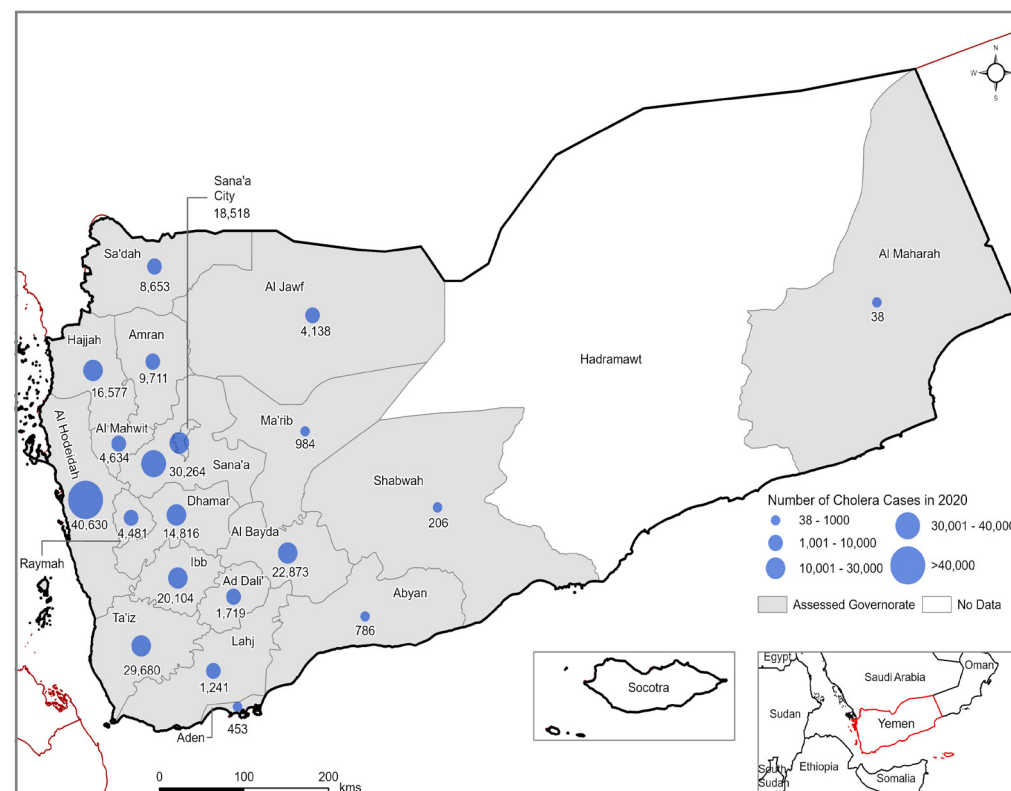 N
W
S
Sana'a
City
18,518
Sa'dah
8,653
Al Jawf
4,138
Al Maharah
38
Hajjah
16,577
Amran
9,711
Hadramawt
Al Hodeidah
40,630
Al Mahwit
4,634
30,264
Sana'a
Ma'rib
984
Shabwah
206
Dhamar
14,816
4,481
Raymah
Al Bayda
22,873
Ibb
20,104
Ad Dali'
1,719
Abyan
786
Ta'iz
29,680
Lahj
1,241
Aden
453
Number of Cholera Cases in 2020
38 - 1000
1,001 - 10,000
10,001 - 30,000
30,001 - 40,000
>40,000
Assessed Governorate
No Data
Socotra
Egypt
Saudi Arabia
Oman
Sudan
Yemen
Ethiopia
South
Sudan
Somalia
0 100 200
kms